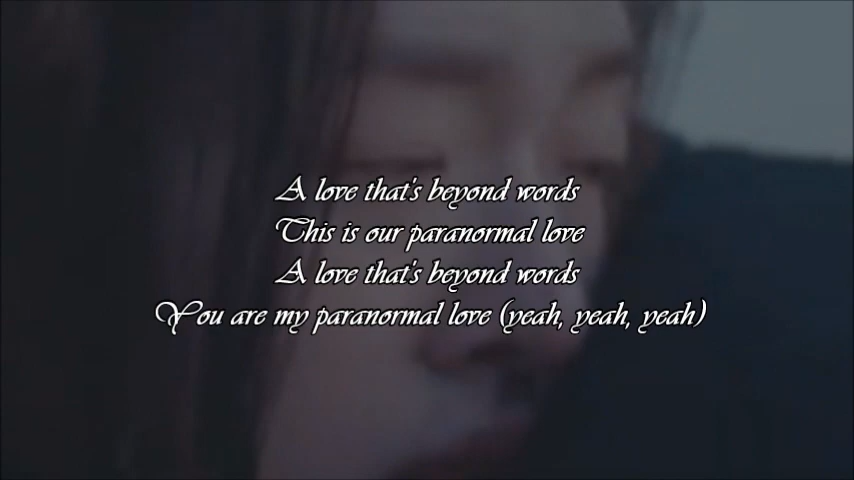 A love that's beyond words
This is our paranormal love
A love that's beyond words
You are my paranormal love (yeah, yeah, yeah)